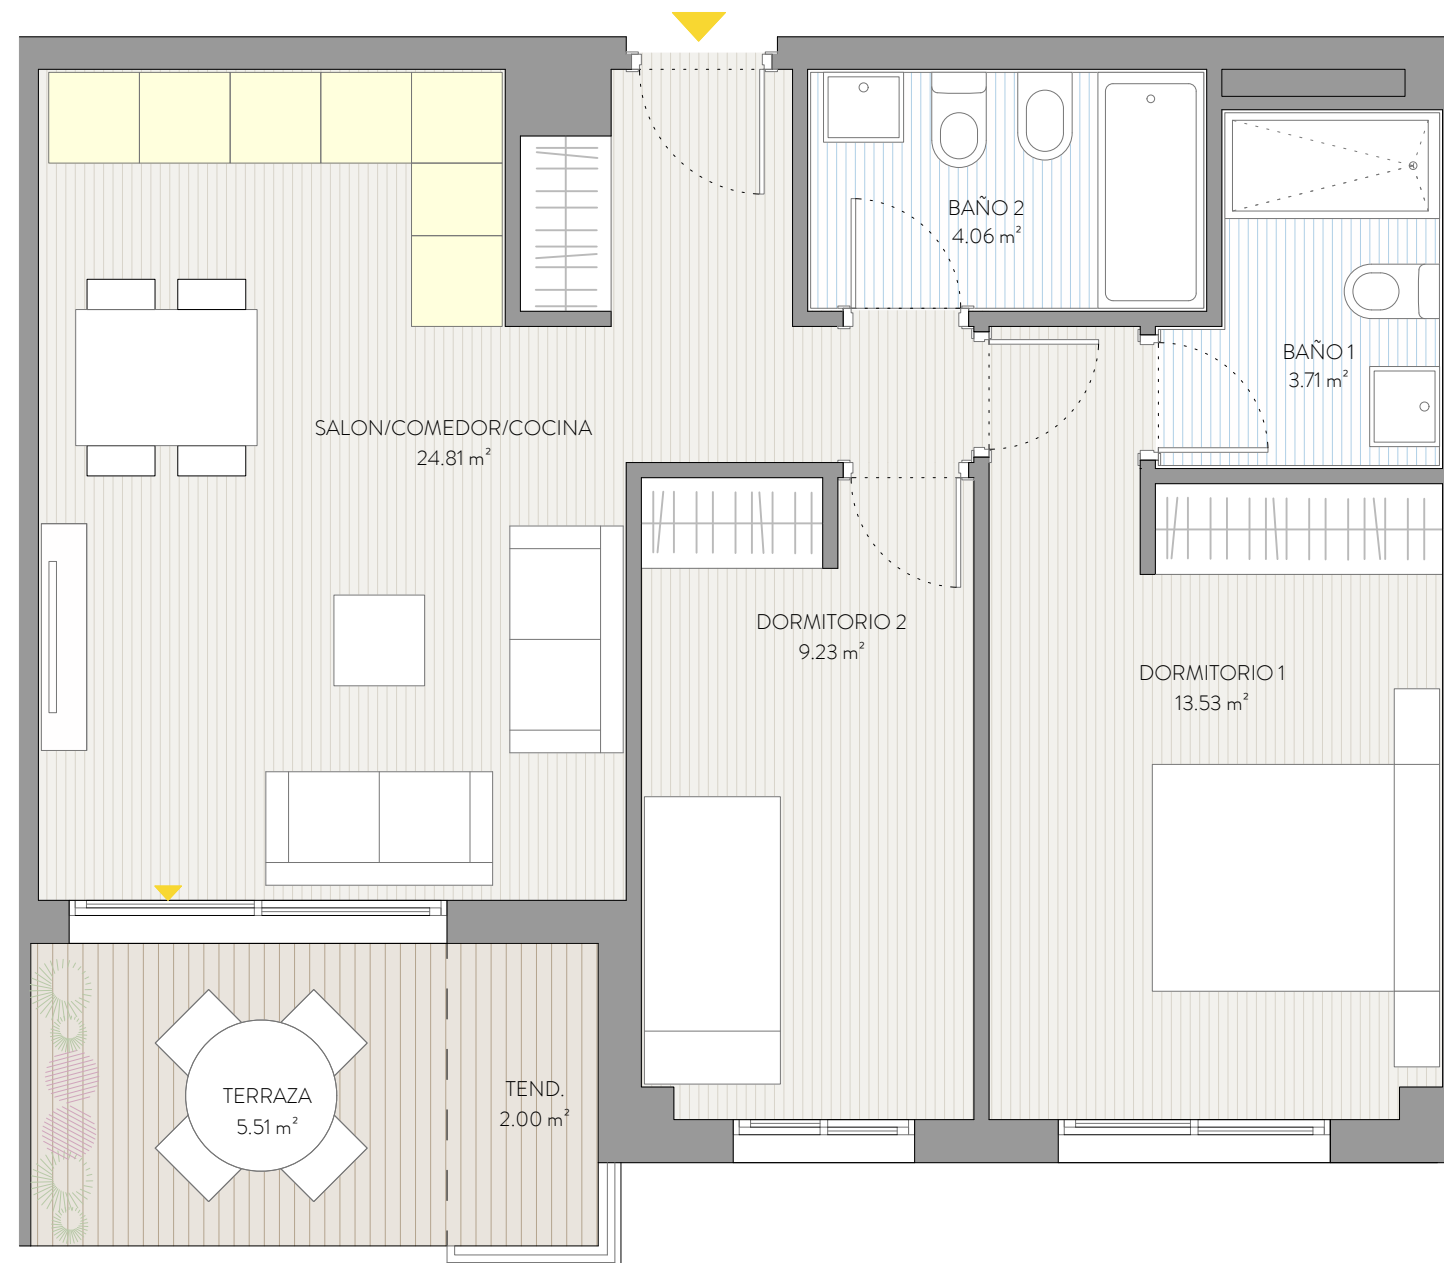 BAÑO 2
4.06 m²
BAÑO 1
3.71 m²
SALON/COMEDOR/COCINA
24.81 m²
DORMITORIO 2
9.23 m²
DORMITORIO 1
13.53 m²
TERRAZA
5.51 m²
TEND.
2.00 m²